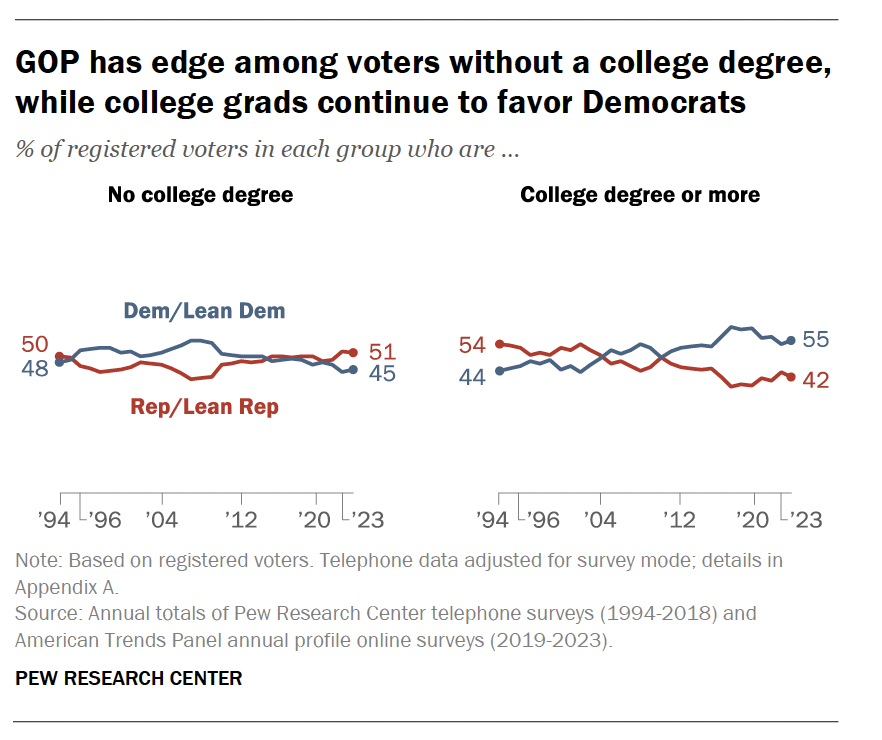 GOP has edge among voters without a college degree,
while college grads continue to favor Democrats
% of registered voters in each group who are ...
No college degree
Dem/Lean Dem
50
48
51
45
Rep/Lean Rep
’94 ’96 ’04 ’12 ’20 ’23
College degree or more
54
44
55
42
’94 ’96 ’04 ’12 ’20 ’23
Note: Based on registered voters. Telephone data adjusted for survey mode; details in
Appendix A.
Source: Annual totals of Pew Research Center telephone surveys (1994-2018) and
American Trends Panel annual profile online surveys (2019-2023).
PEW RESEARCH CENTER